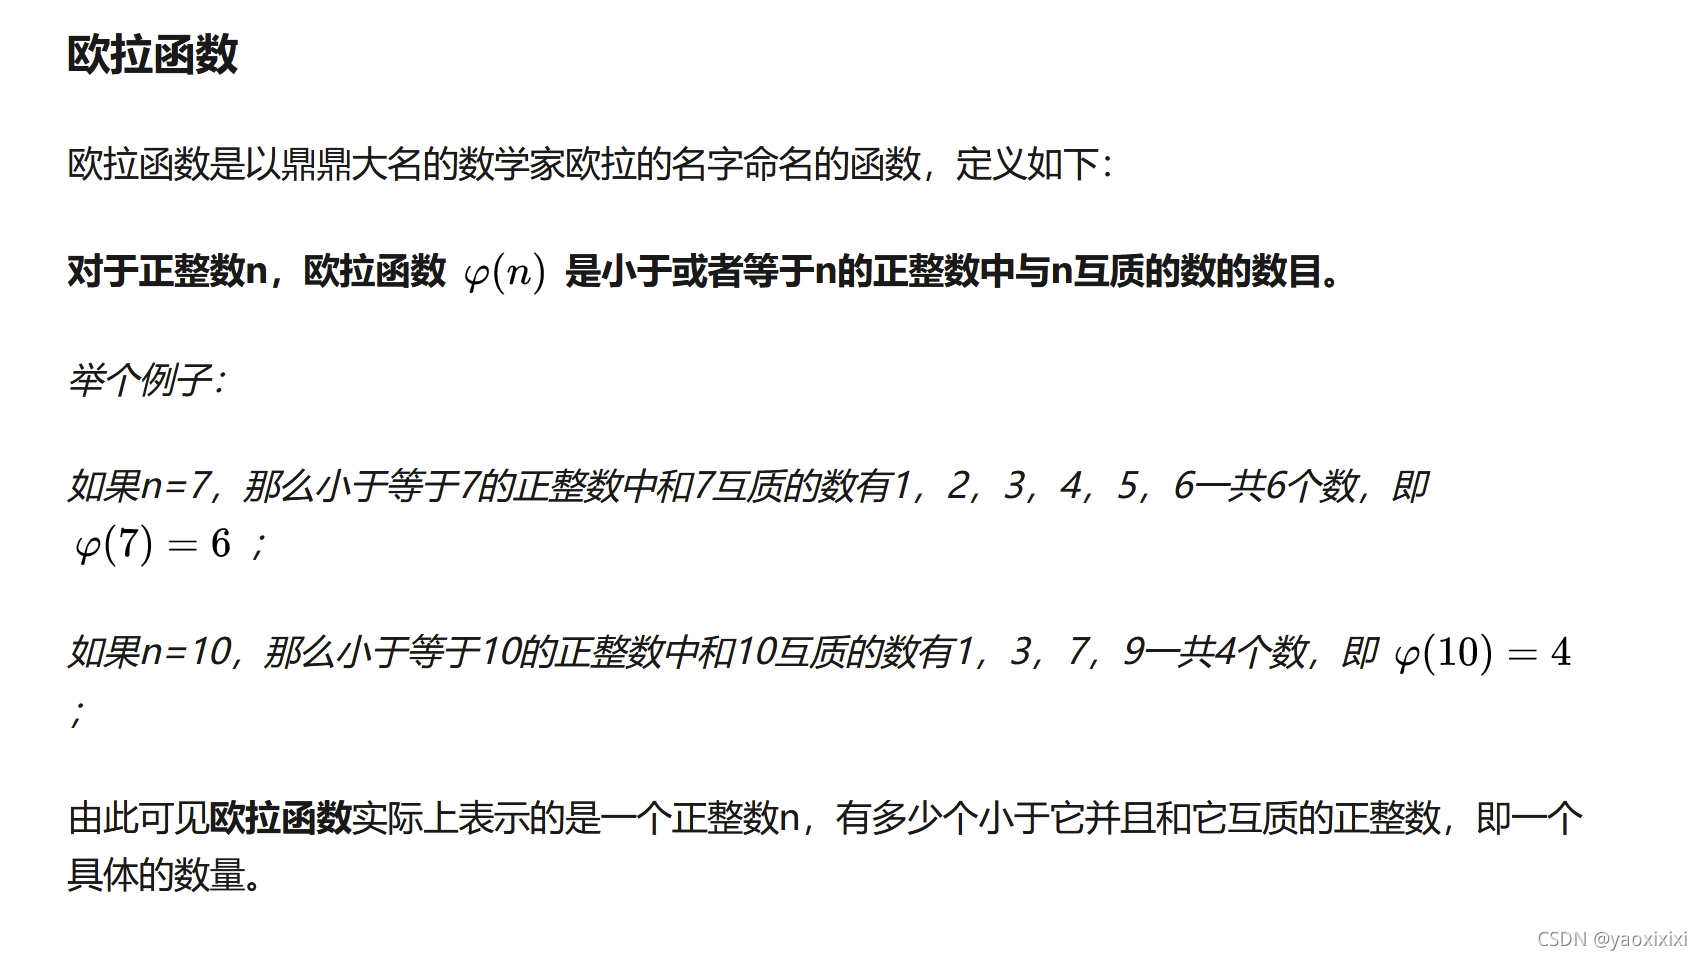 欧拉函数
欧拉函数是以鼎鼎大名的数学家欧拉的名字命名的函数，定义如下：
对于正整数n，欧拉函数 φ(n) 是小于或者等于n的正整数中与n互质的数的数目。
举个例子：
如果n=7，那么小于等于7的正整数中和7互质的数有1，2，3，4，5，6一共6个数，即
φ(7) = 6 ；
如果n=10，那么小于等于10的正整数中和10互质的数有1，3，7，9一共4个数，即 φ(10) = 4
；
由此可见欧拉函数实际上表示的是一个正整数n，有多少个小于它并且和它互质的正整数，即一个
具体的数量。
CSDN @yaoxixixi